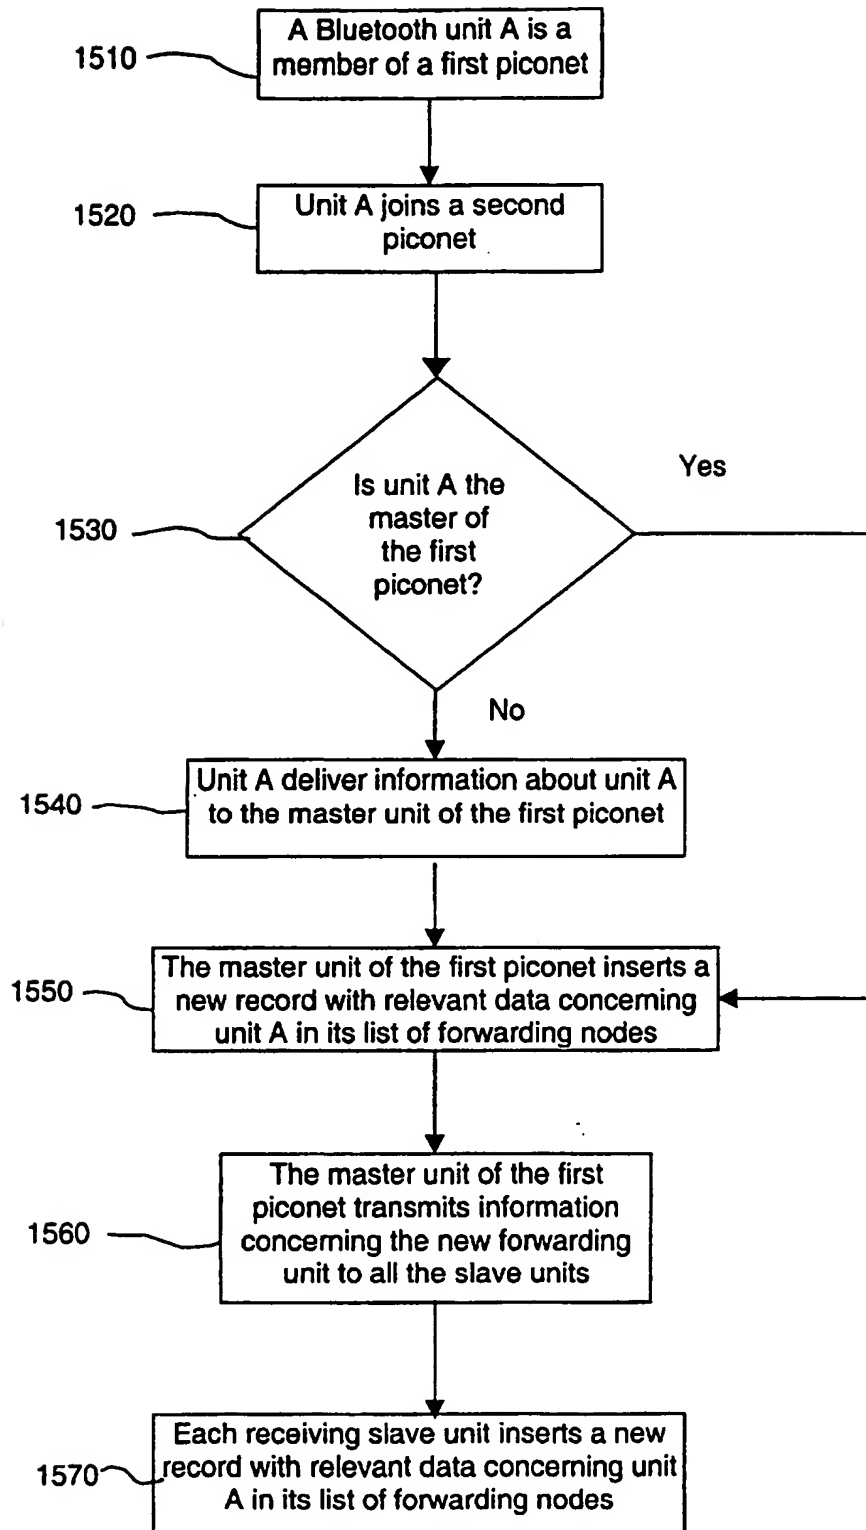 A Bluetooth unit A is a
member of a first piconet
1510
Unit A joins a second
piconet
1520
Is unit A the
master of
the first
piconet?
1530
Yes
No
Unit A deliver information about unit A
to the master unit of the first piconet
1540
The master unit of the first piconet inserts a
new record with relevant data concerning
unit A in its list of forwarding nodes
1550
The master unit of the first
piconet transmits information
concerning the new forwarding
unit to all the slave units
1560
Each receiving slave unit inserts a new
record with relevant data concerning unit
A in its list of forwarding nodes
1570